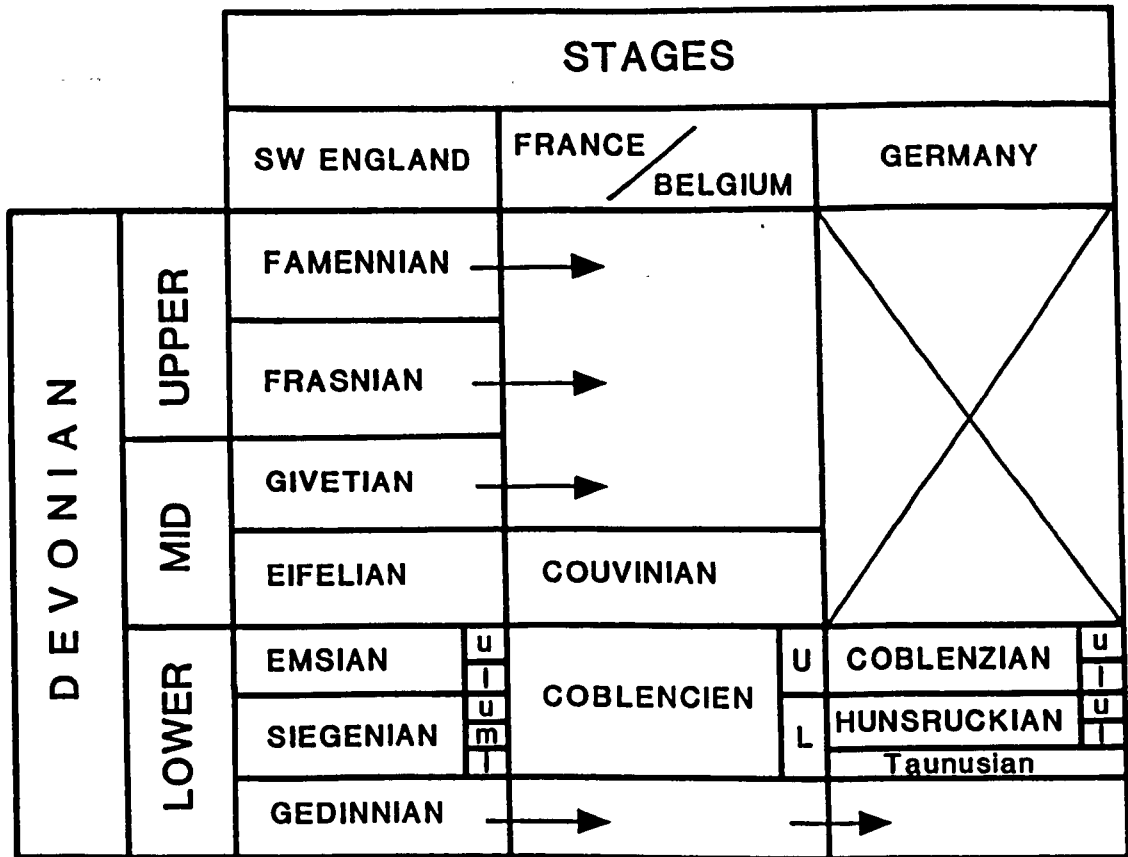 STAGES
SW ENGLAND
FRANCE / BELGIUM
GERMANY
DEVONIAN
UPPER
FAMENNIAN
FRASNIAN
MID
GIVETIAN
EIFELIAN
COUVINIAN
LOWER
EMSIAN
u
l
COBLENCIEN
U
L
COBLENZIAN
u
l
SIEGENIAN
u
m
l
HUNSRUCKIAN
u
l
Taunusian
GEDINNIAN